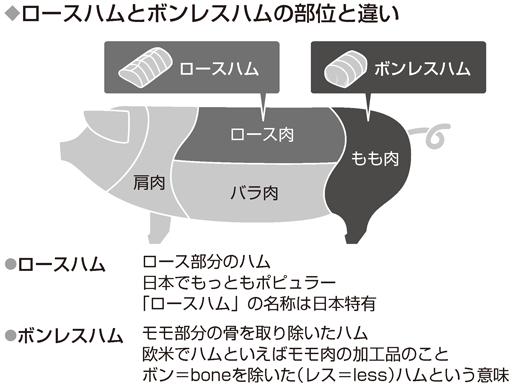 ◆ロースハムとボンレスハムの部位と違い
ロースハム
ボンレスハム
ロース肉
もも肉
肩肉
バラ肉
●ロースハム
ロース部分のハム
日本でもっともポピュラー
「ロースハム」の名称は日本特有
●ボンレスハム
モモ部分の骨を取り除いたハム
欧米でハムといえばモモ肉の加工品のこと
ボン＝boneを除いた(レス＝less)ハムという意味